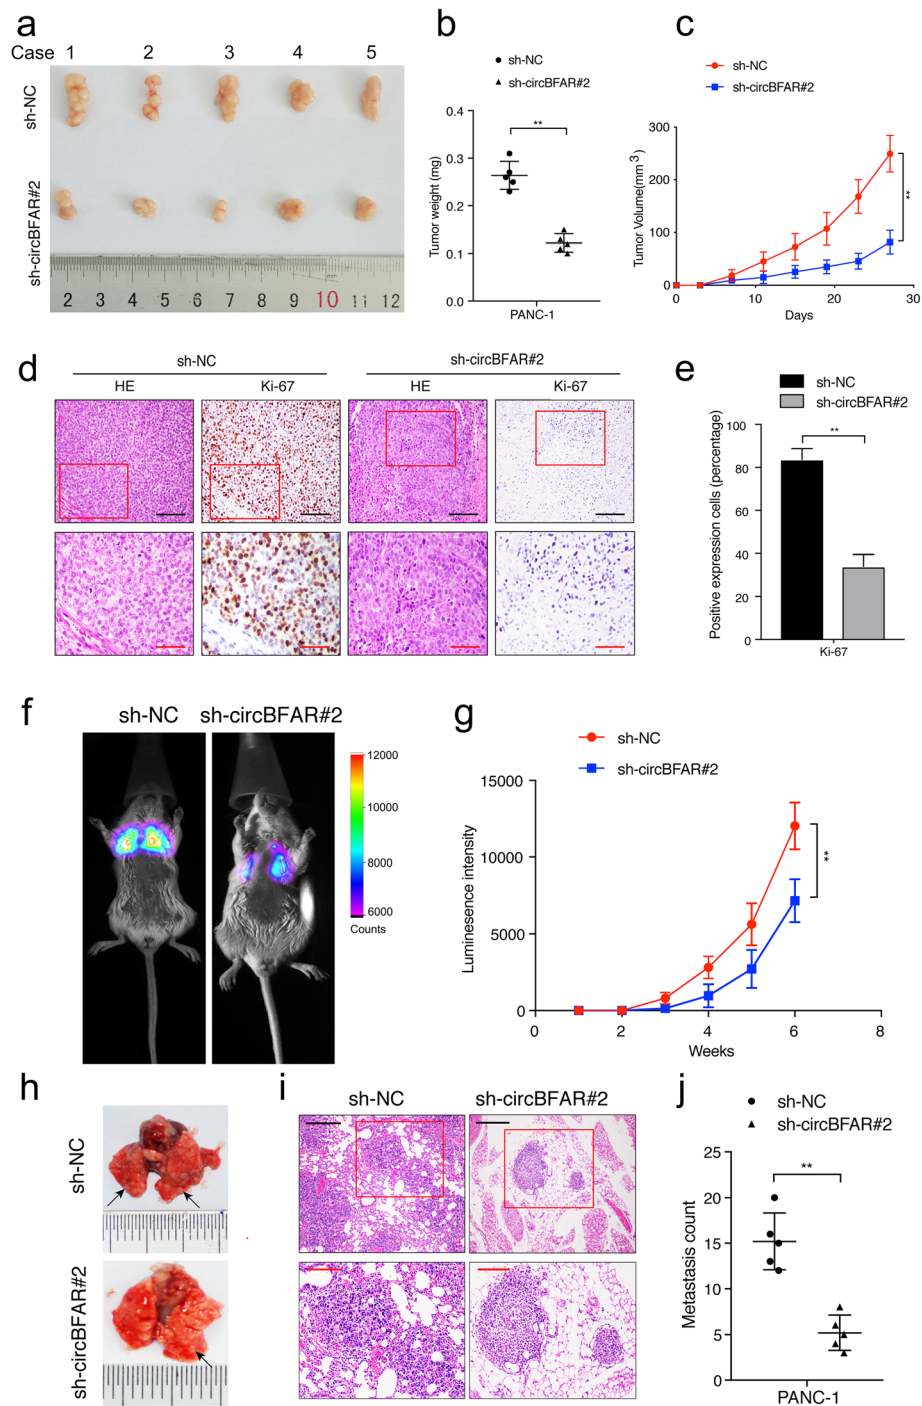 a
Case 1 2 3 4 5
sh-NC
sh-circBFAR#2
2 3 4 5 6 7 8 9 10 11 12
b
sh-NC
sh-circBFAR#2
Tumor weight (mg)
0.4
0.3
0.2
0.1
0.0
**
PANC-1
c
sh-NC
sh-circBFAR#2
Tumor Volume(mm3)
300
200
100
0
**
0 10 20 30
Days
d
sh-NC sh-circBFAR#2
HE Ki-67 HE Ki-67
e
sh-NC
sh-circBFAR#2
Positive expression cells (percentage)
100
80
60
40
20
0
**
Ki-67
f
sh-NC sh-circBFAR#2
12000
10000
8000
6000
Counts
g
sh-NC
sh-circBFAR#2
Luminesence intensity
15000
10000
5000
0
**
0 2 4 6 8
Weeks
h
sh-NC
sh-circBFAR#2
i
sh-NC sh-circBFAR#2
j
sh-NC
sh-circBFAR#2
Metastasis count
25
20
15
10
5
0
**
PANC-1